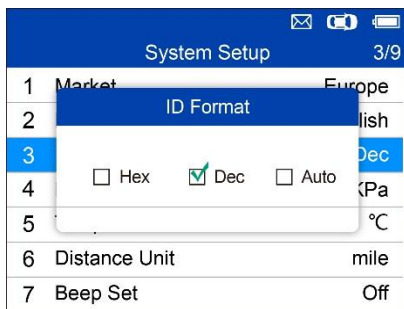 System Setup 3/9
1 Market Europe
ID Format
2 lish
3 Dec
Hex Dec Auto
4 KPa
5 ℃
6 Distance Unit mile
7 Beep Set Off